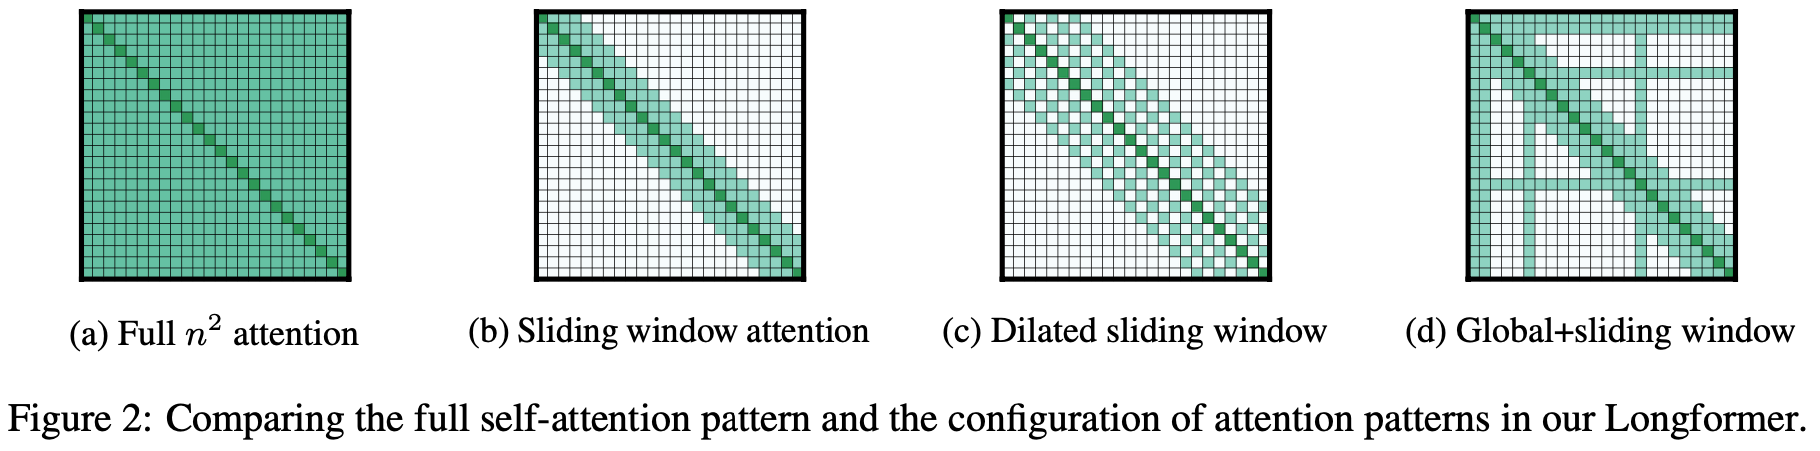 (a) Full n² attention
(b) Sliding window attention
(c) Dilated sliding window
(d) Global+sliding window
Figure 2: Comparing the full self-attention pattern and the configuration of attention patterns in our Longformer.